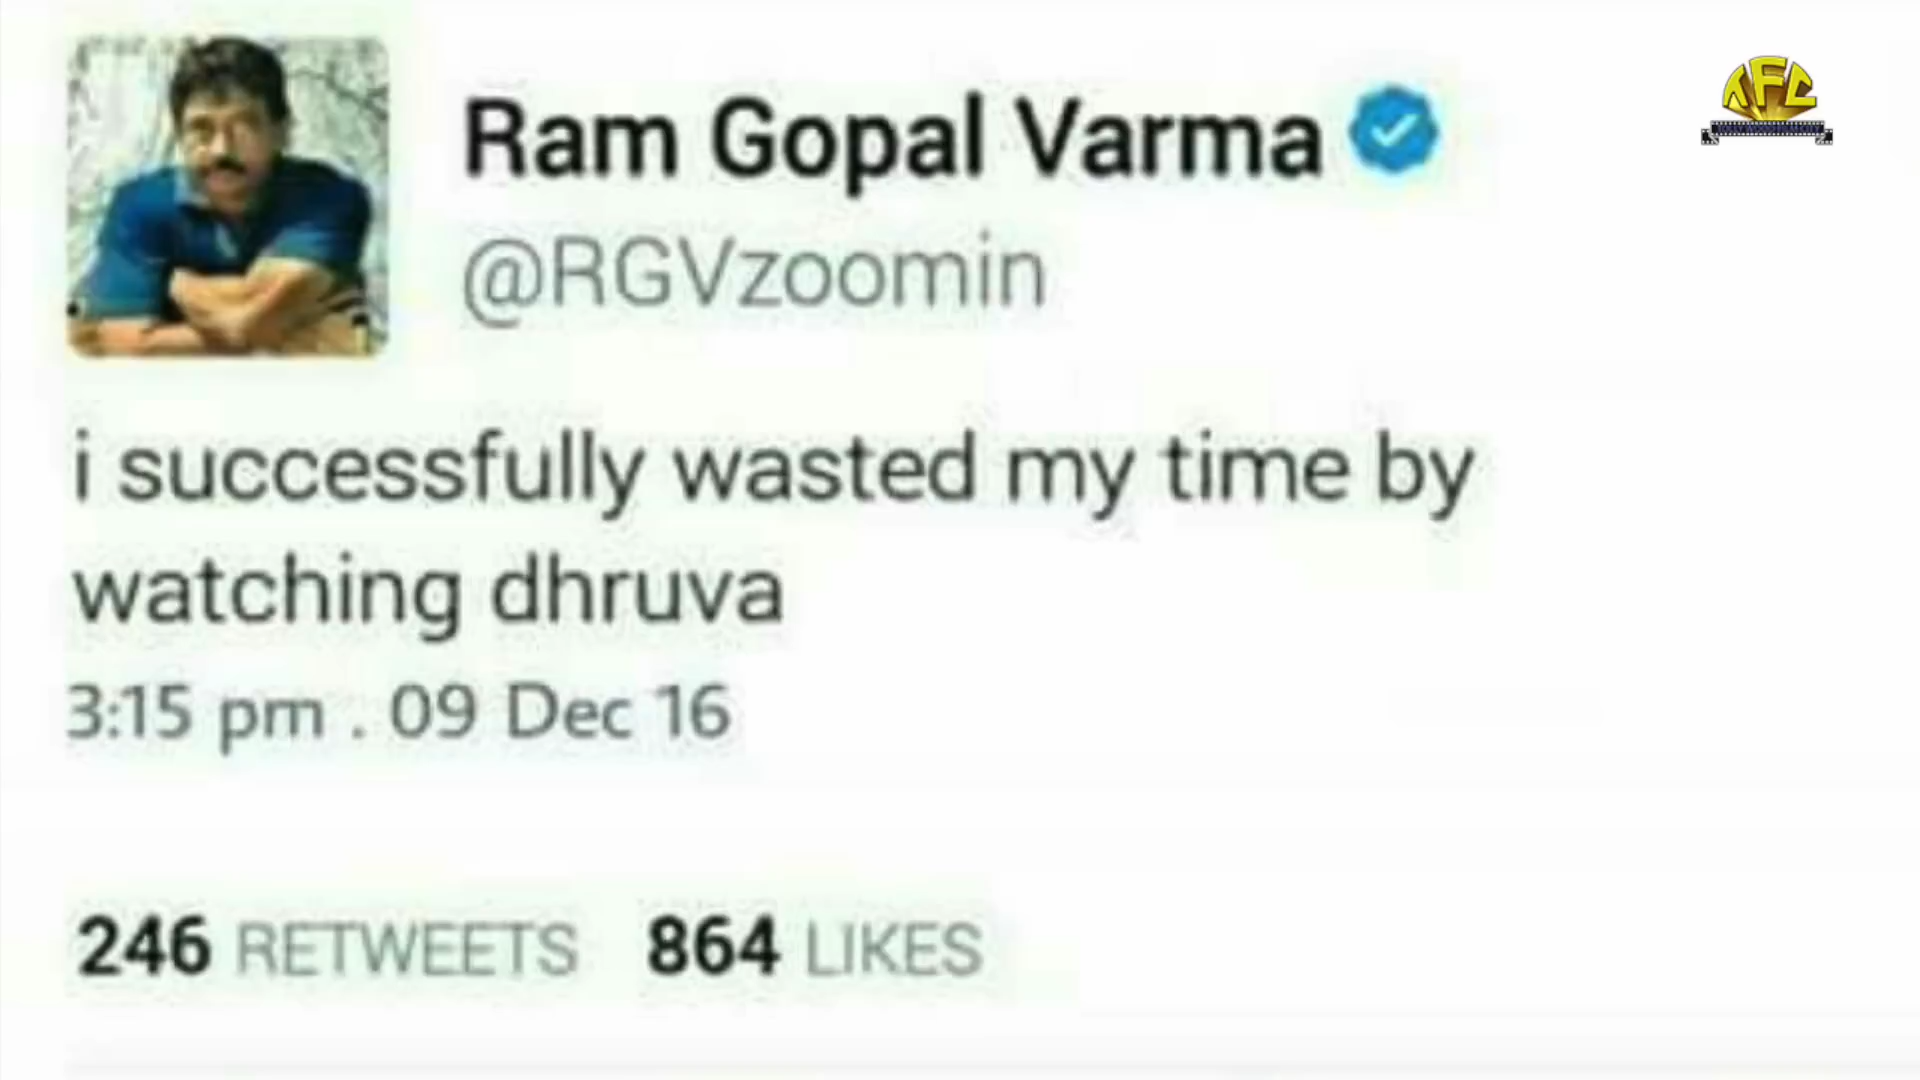 Ram Gopal Varma
@RGVzoomin
i successfully wasted my time by
watching dhruva
3:15 pm . 09 Dec 16
246 RETWEETS 864 LIKES
TFC